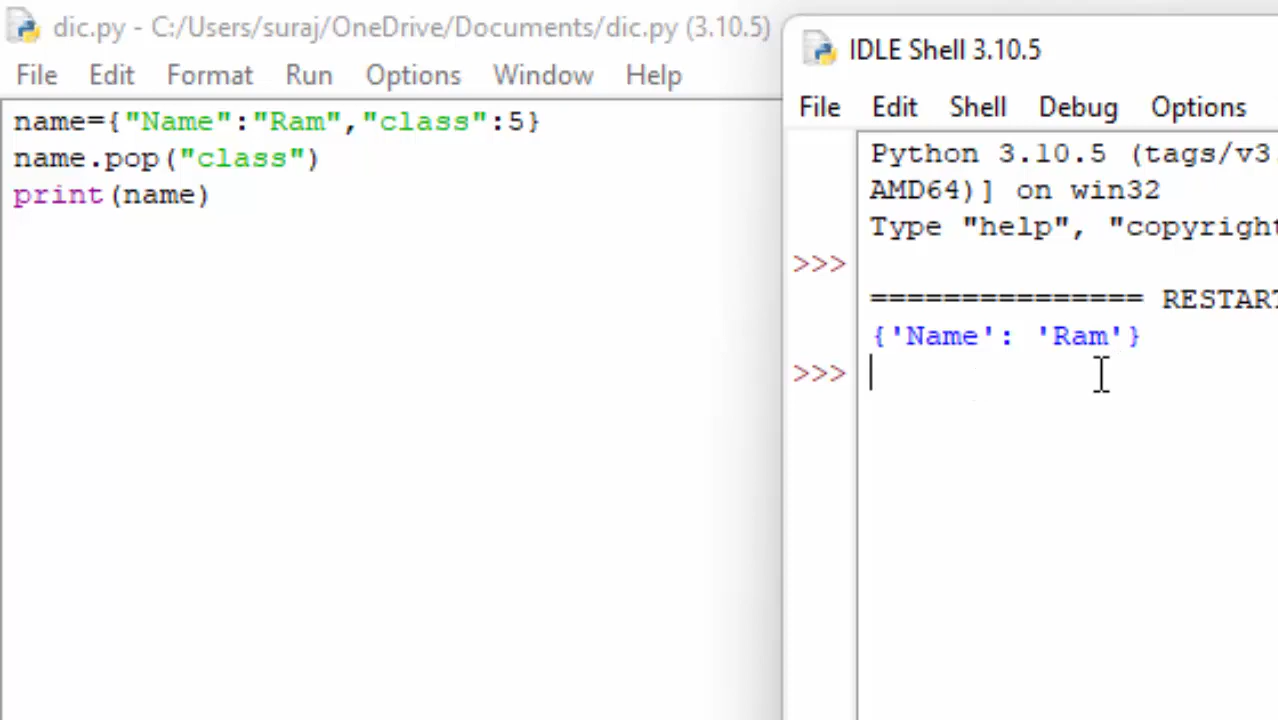 dic.py - C:/Users/suraj/OneDrive/Documents/dic.py (3.10.5)
File Edit Format Run Options Window Help
name={"Name":"Ram","class":5}
name.pop("class")
print(name)
IDLE Shell 3.10.5
File Edit Shell Debug Options
Python 3.10.5 (tags/v3
AMD64)] on win32
Type "help", "copyright
>>>
=============== RESTART
{'Name': 'Ram'}
>>>